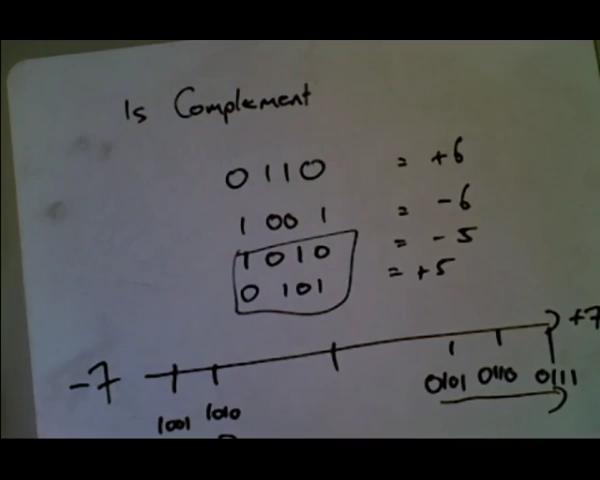 1s Complement
0110 = +6
1001 = -6
1010 = -5
0101 = +5
+7
-7
0101 0110 0111
1001 1010